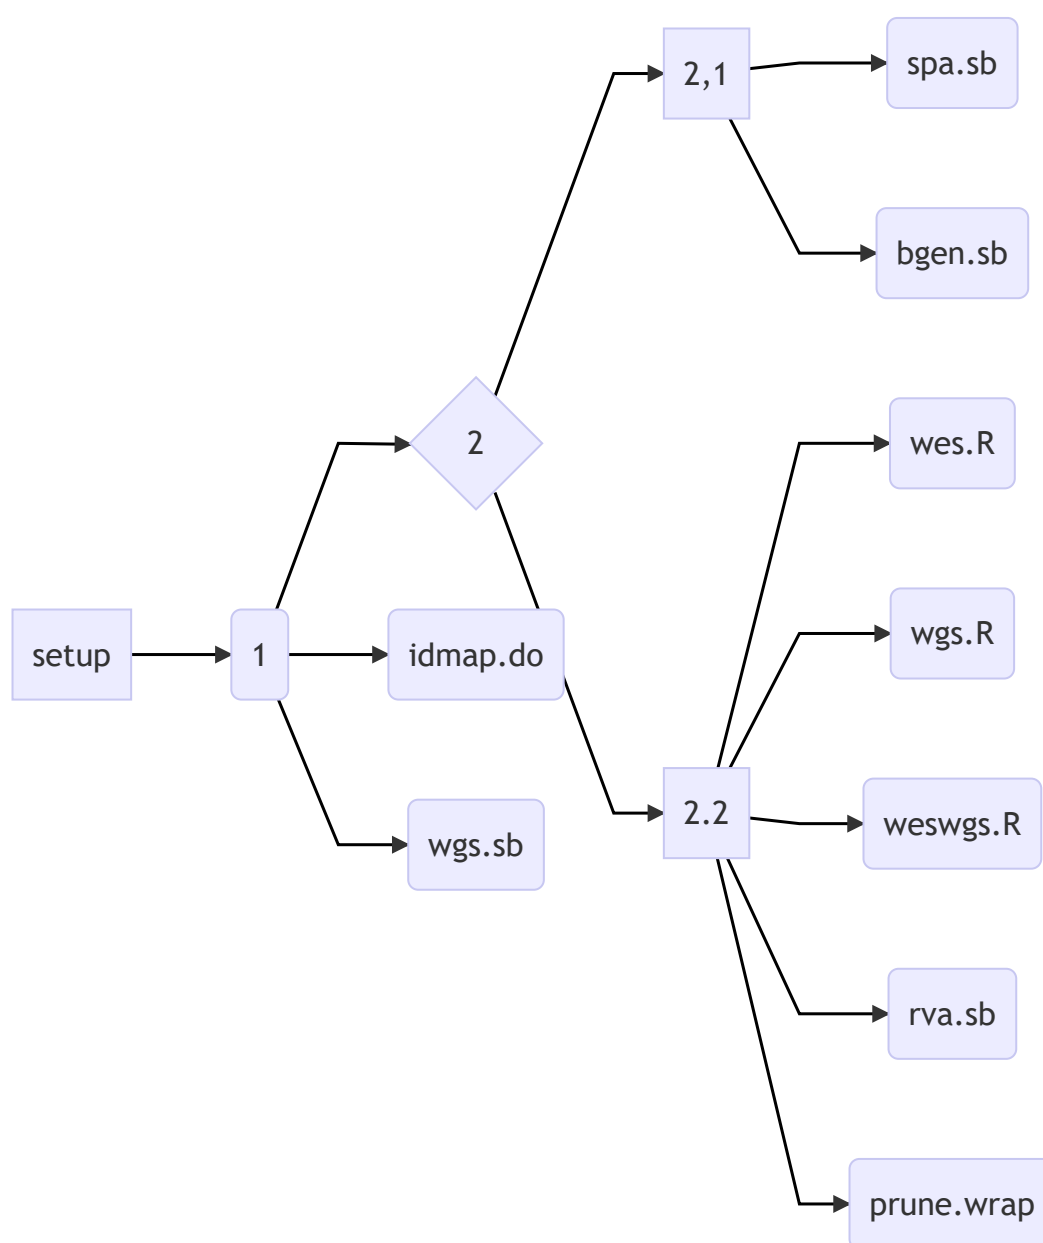 2,1
spa.sb
bgen.sb
2
wes.R
wgs.R
setup
1
idmap.do
2.2
weswgs.R
wgs.sb
rva.sb
prune.wrap